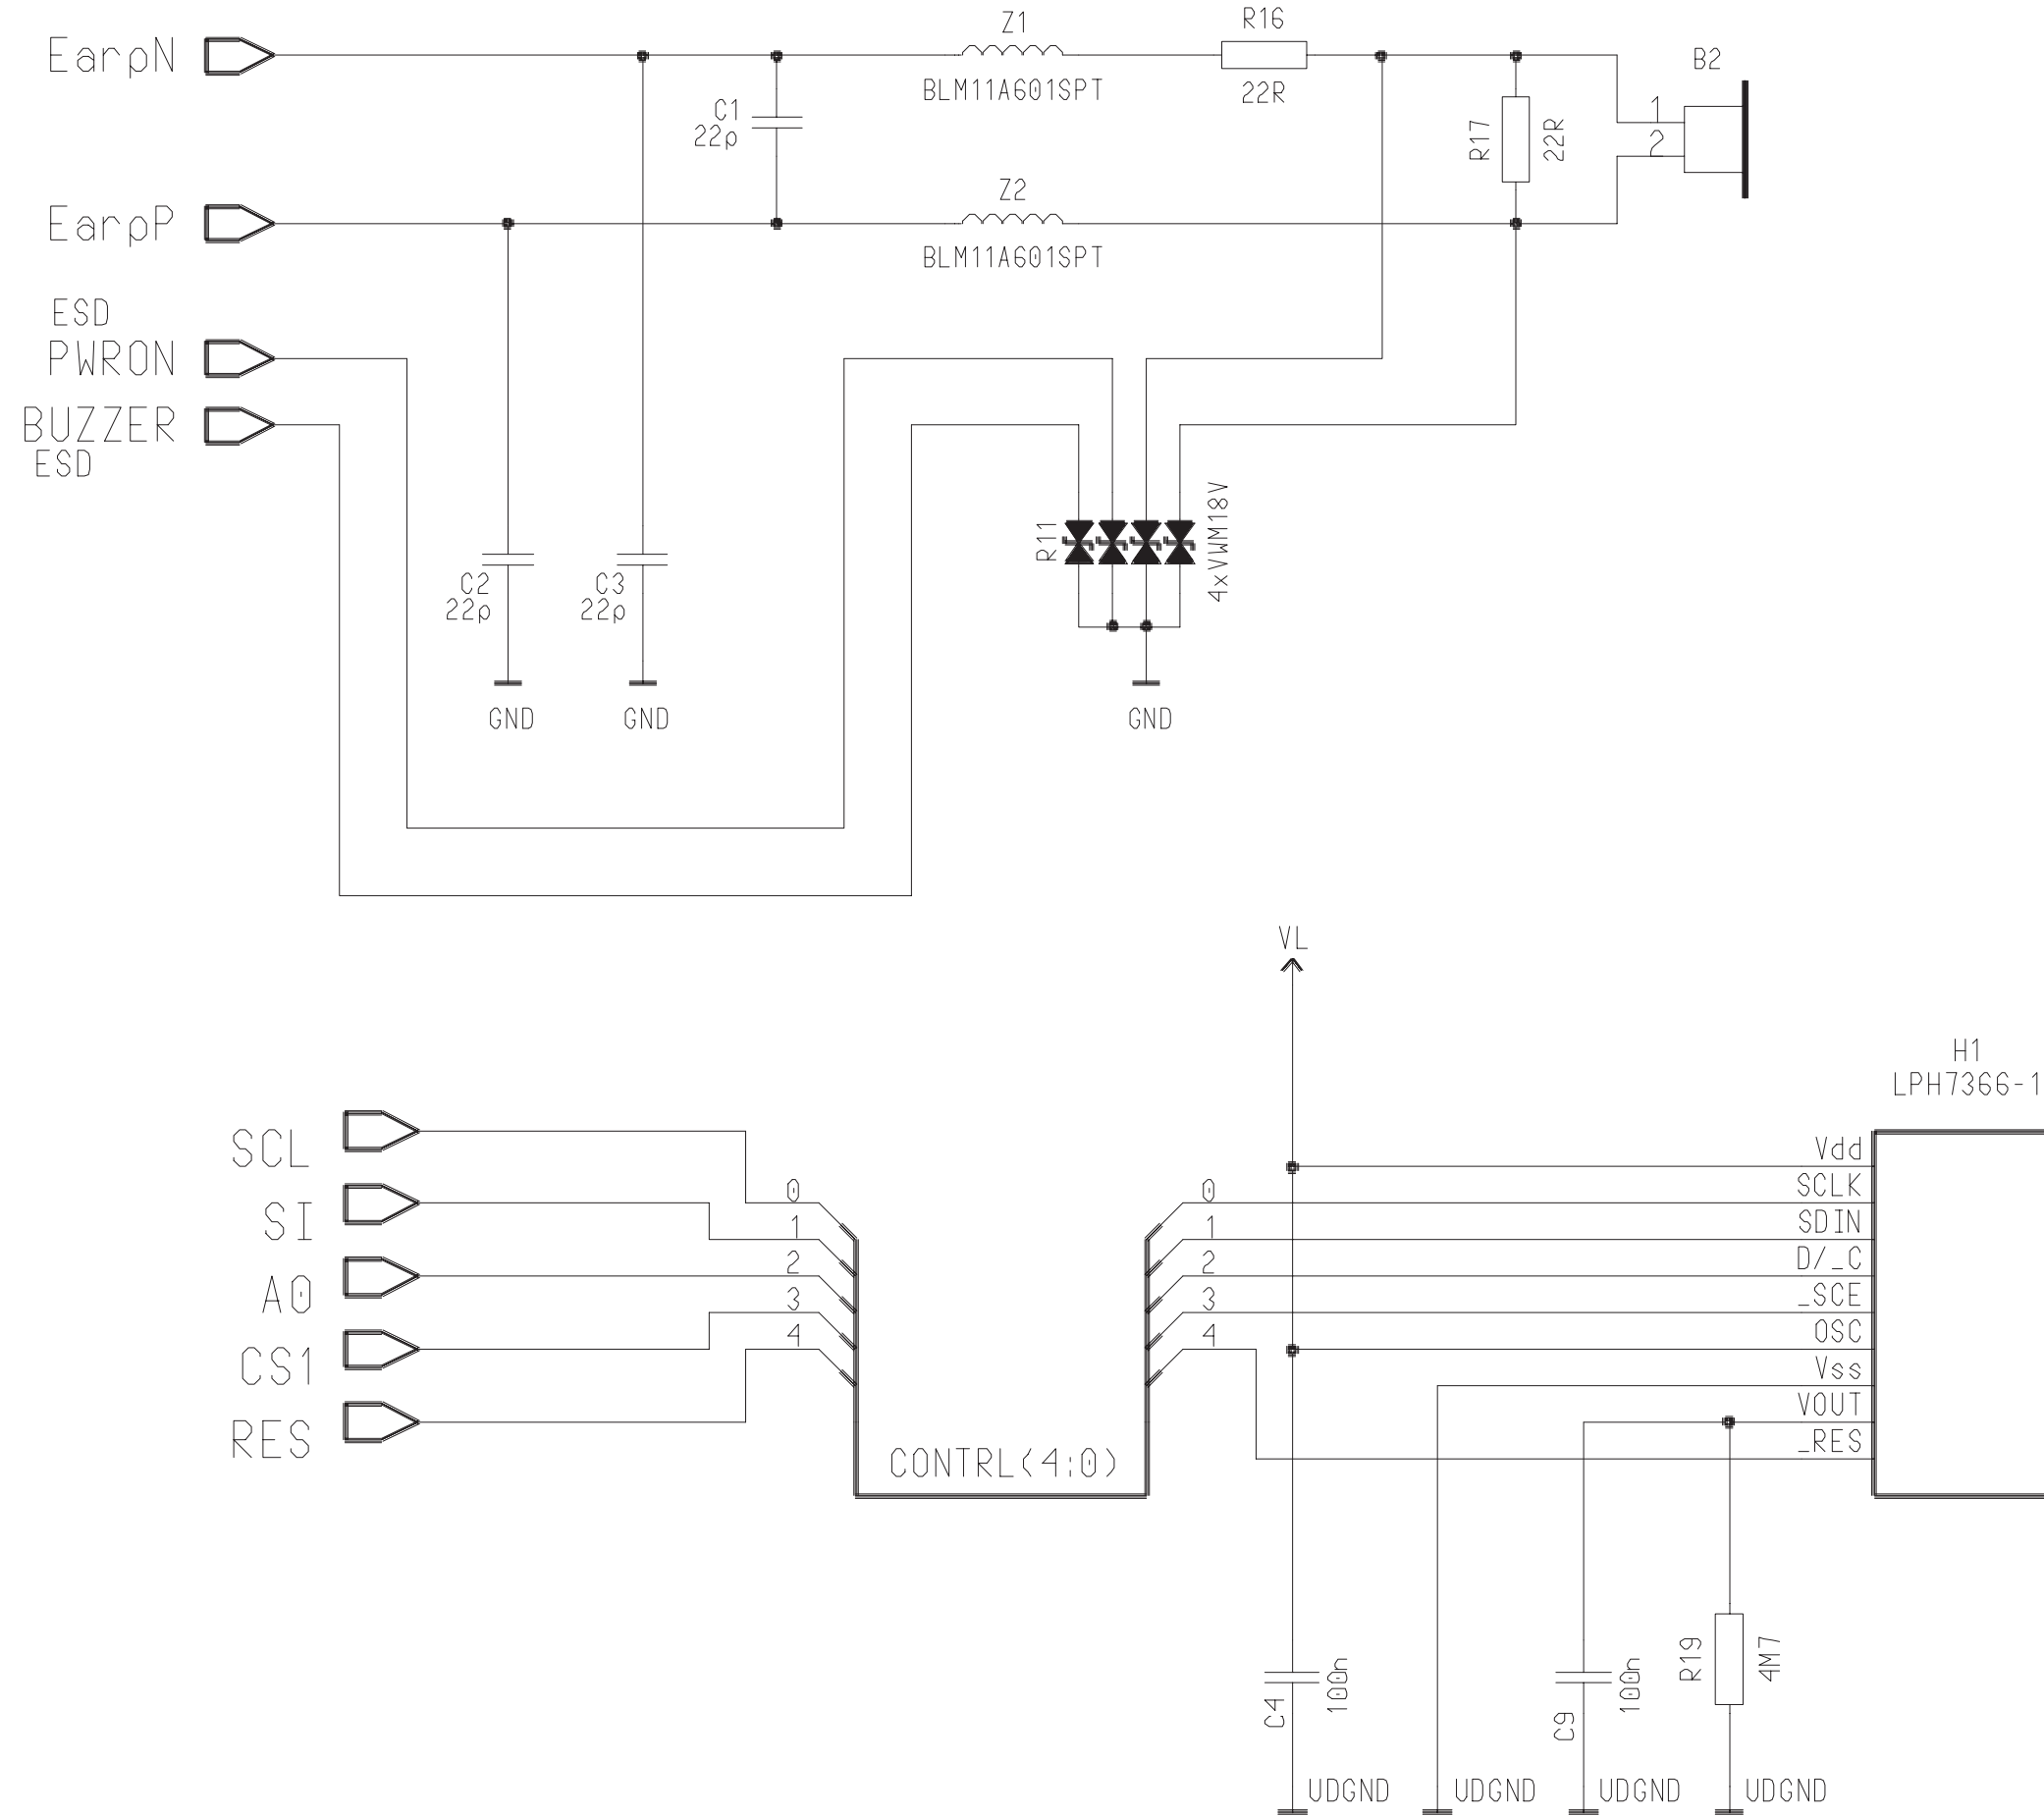 EarpN
Z1
BLM11A601SPT
R16
22R
B2
1
2
C1
22p
R17
22R
EarpP
Z2
BLM11A601SPT
ESD
PWRON
BUZZER
ESD
R11
4xVWM18V
C2
22p
C3
22p
GND
GND
GND
VL
H1
LPH7366-1
SCL
SI
A0
CS1
RES
0
1
2
3
4
CONTRL(4:0)
0
1
2
3
4
Vdd
SCLK
SDIN
D/_C
_SCE
OSC
Vss
VOUT
_RES
C4
100n
C9
100n
R19
4M7
UDGND
UDGND
UDGND
UDGND